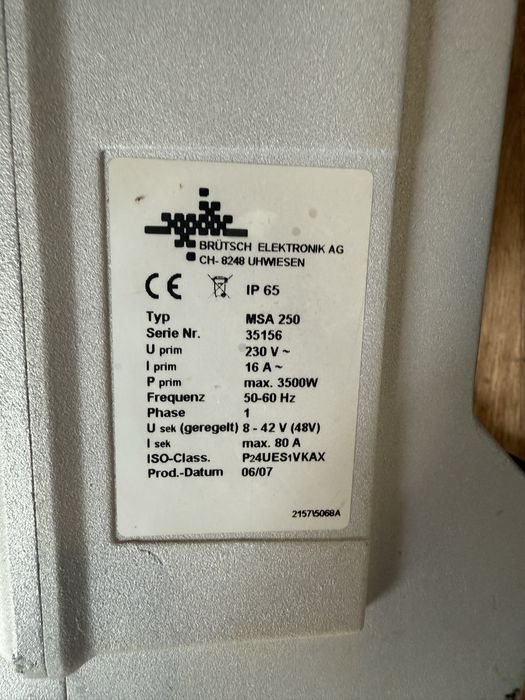 BRÜTSCH ELEKTRONIK AG
CH- 8248 UHWIESEN
CE IP 65
Typ MSA 250
Serie Nr. 35156
U prim 230 V ~
I prim 16 A ~
P prim max. 3500W
Frequenz 50-60 Hz
Phase 1
U sek (geregelt) 8 - 42 V (48V)
I sek max. 80 A
ISO-Class. P24UES1VKAX
Prod.-Datum 06/07
2157\5068A